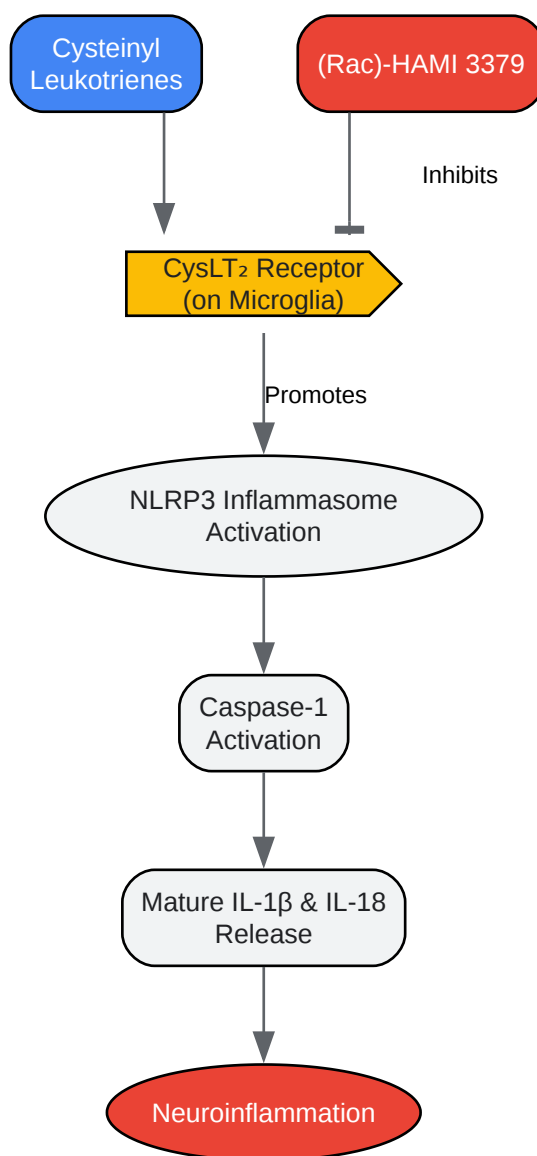 Cysteinyl
Leukotrienes
(Rac)-HAMI 3379
Inhibits
CysLT₂ Receptor
(on Microglia)
Promotes
NLRP3 Inflammasome
Activation
Caspase-1
Activation
Mature IL-1β & IL-18
Release
Neuroinflammation